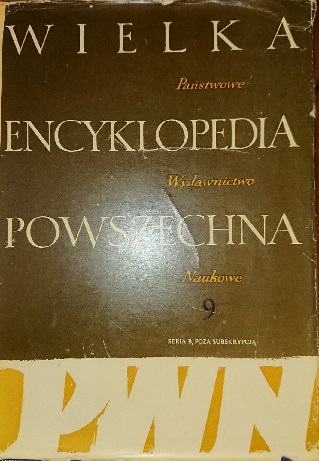 WIELKA
Państwowe
ENCYKLOPEDIA
Wydawnictwo
POWSZECHNA
Naukowe
9
SERIA B, POZA SUBSKRYPCJĄ
PWN